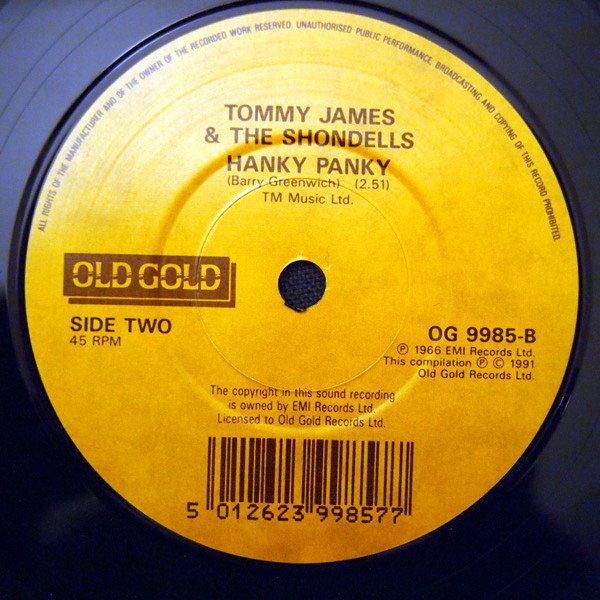 ALL RIGHTS OF THE MANUFACTURER AND OF THE OWNER OF THE RECORDED WORK RESERVED. UNAUTHORISED PUBLIC PERFORMANCE, BROADCASTING AND COPYING OF THIS RECORD PROHIBITED.
TOMMY JAMES
& THE SHONDELLS
HANKY PANKY
(Barry Greenwich) (2.51)
TM Music Ltd.
OLD GOLD
SIDE TWO
45 RPM
OG 9985-B
Ⓟ 1966 EMI Records Ltd.
This compilation Ⓟ © 1991
Old Gold Records Ltd.
The copyright in this sound recording
is owned by EMI Records Ltd.
Licensed to Old Gold Records Ltd.
5 012623 998577